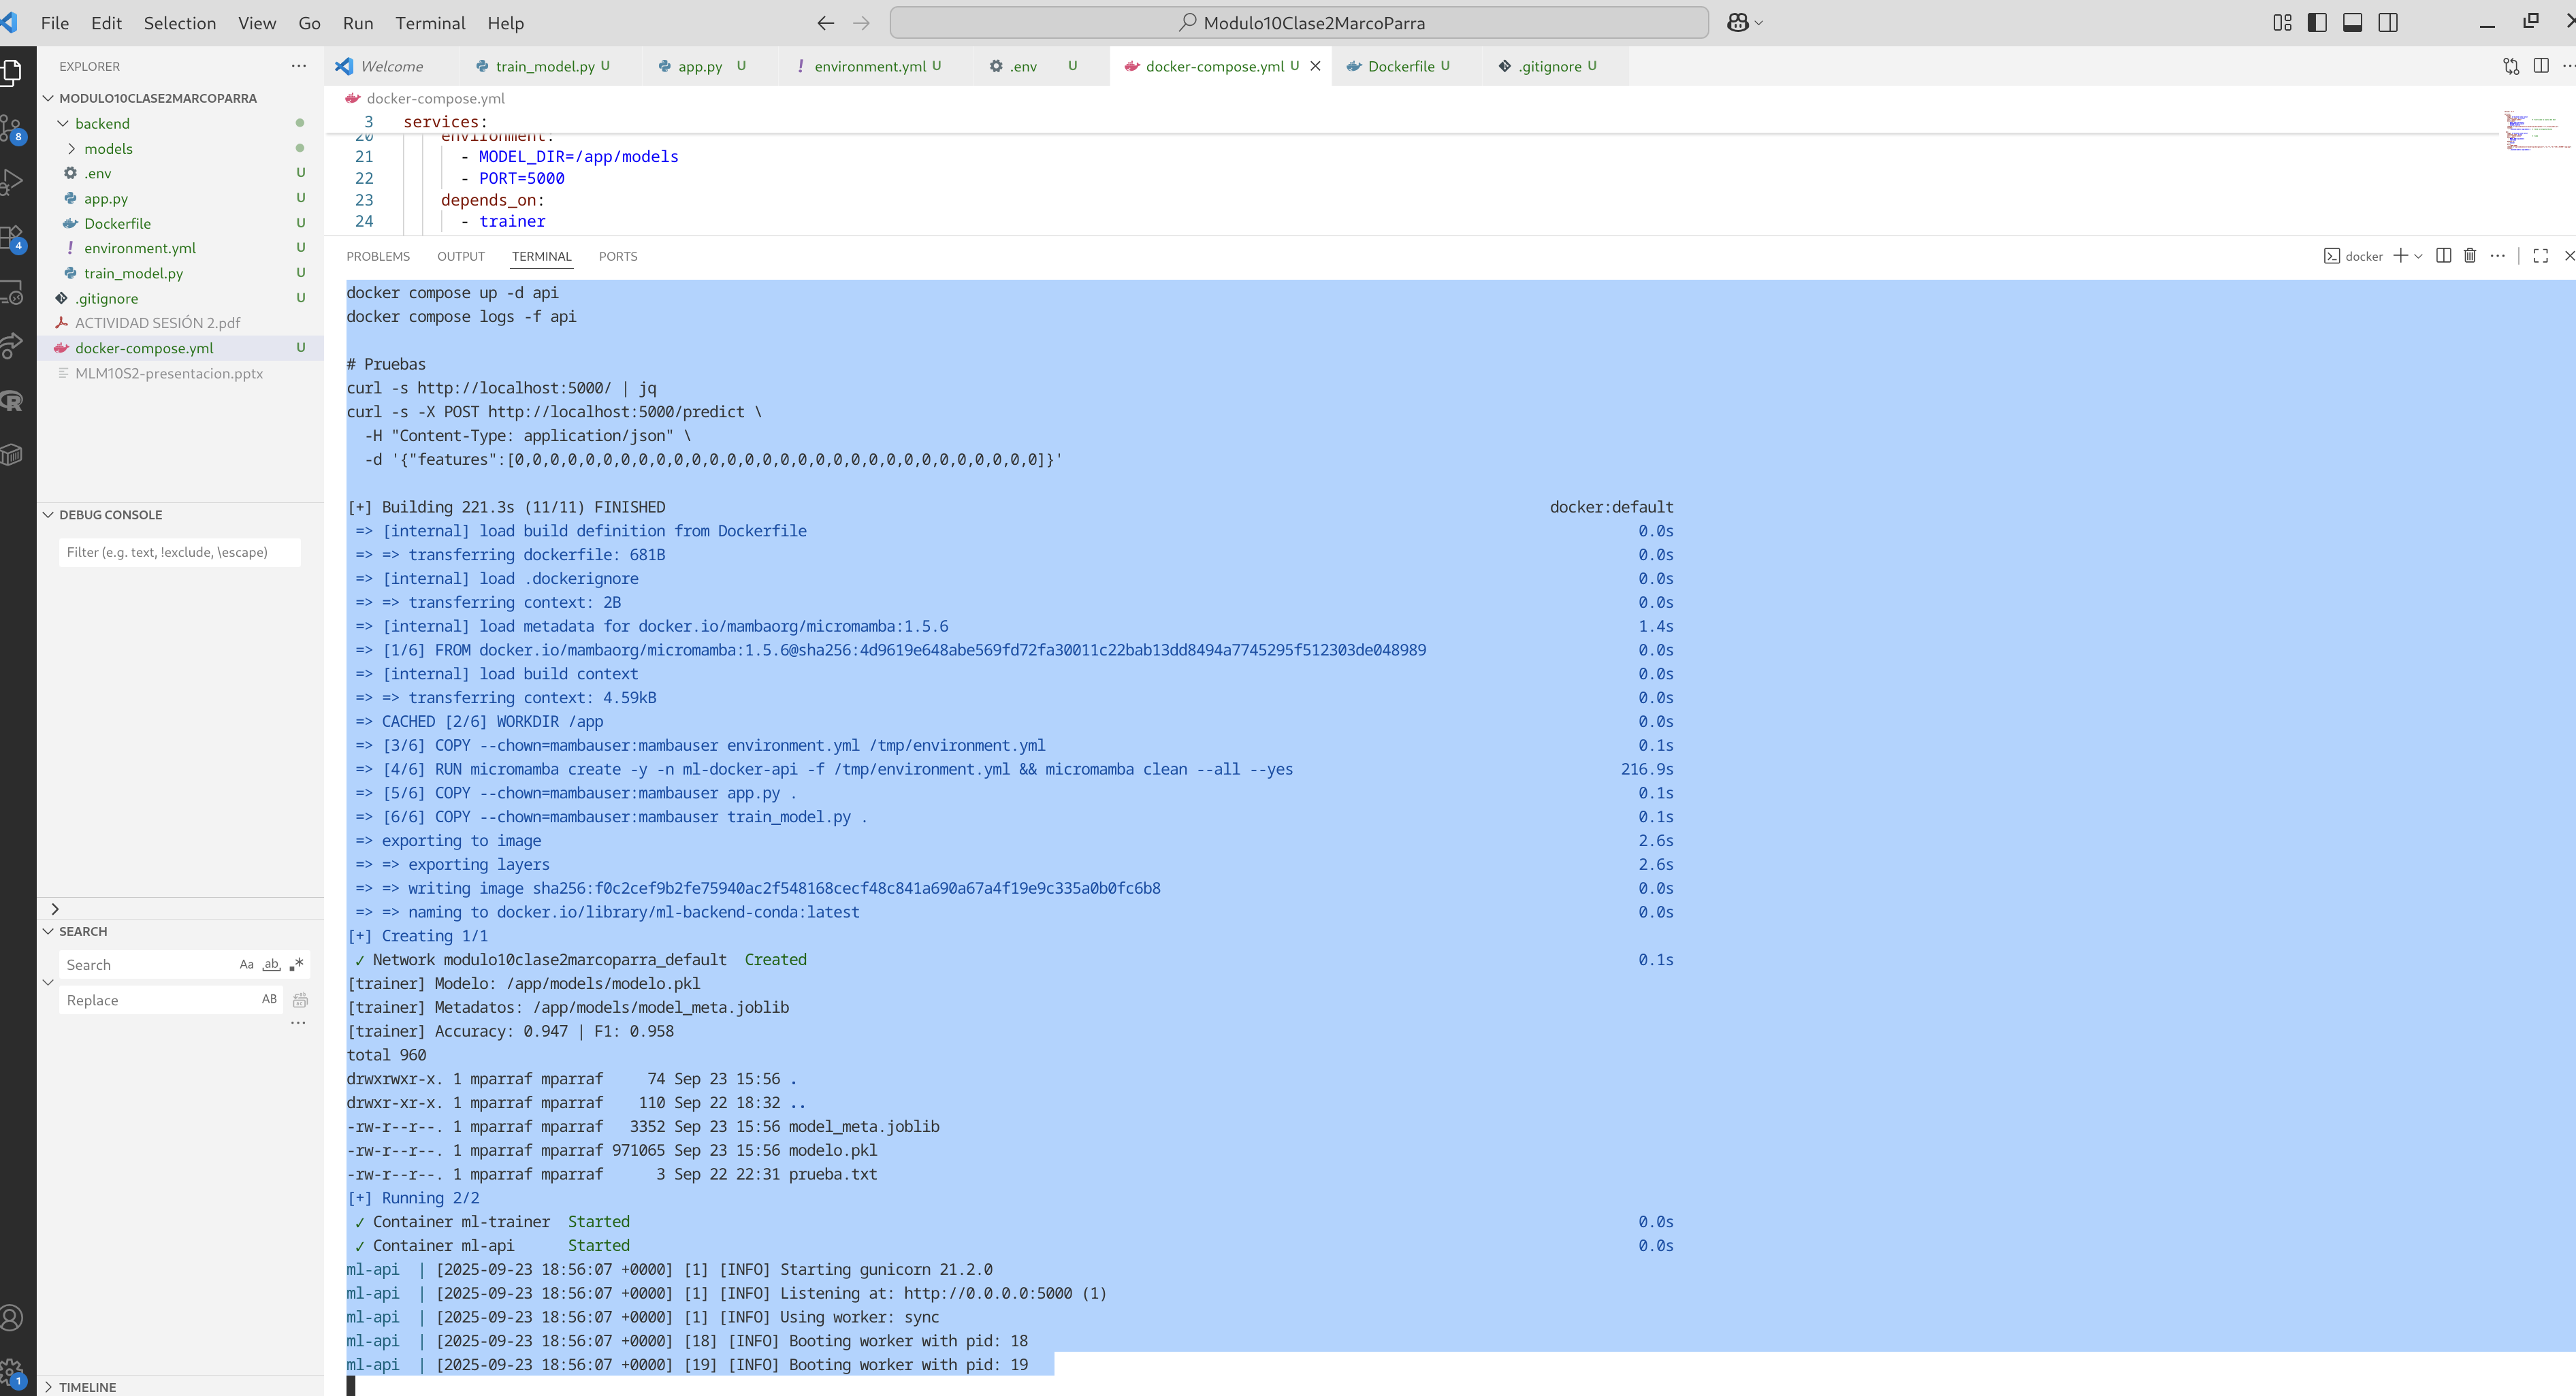 File Edit Selection View Go Run Terminal Help
Modulo10Clase2MarcoParra
EXPLORER
MODULO10CLASE2MARCOPARRA
backend
models
.env U
app.py U
Dockerfile U
! environment.yml U
train_model.py U
.gitignore U
ACTIVIDAD SESIÓN 2.pdf
docker-compose.yml U
MLM10S2-presentacion.pptx
DEBUG CONSOLE
Filter (e.g. text, !exclude, \escape)
SEARCH
Search Aa ab
Replace AB
TIMELINE
8
4
1
Welcome train_model.py U app.py U ! environment.yml U .env U docker-compose.yml U Dockerfile U .gitignore U
docker-compose.yml
3 services:
20 environment:
21 - MODEL_DIR=/app/models
22 - PORT=5000
23 depends_on:
24 - trainer
PROBLEMS OUTPUT TERMINAL PORTS docker
docker compose up -d api
docker compose logs -f api
# Pruebas
curl -s http://localhost:5000/ | jq
curl -s -X POST http://localhost:5000/predict \
-H "Content-Type: application/json" \
-d '{"features":[0,0,0,0,0,0,0,0,0,0,0,0,0,0,0,0,0,0,0,0,0,0,0,0,0,0,0,0,0,0]}'
[+] Building 221.3s (11/11) FINISHED docker:default
=> [internal] load build definition from Dockerfile 0.0s
=> => transferring dockerfile: 681B 0.0s
=> [internal] load .dockerignore 0.0s
=> => transferring context: 2B 0.0s
=> [internal] load metadata for docker.io/mambaorg/micromamba:1.5.6 1.4s
=> [1/6] FROM docker.io/mambaorg/micromamba:1.5.6@sha256:4d9619e648abe569fd72fa30011c22bab13dd8494a7745295f512303de048989 0.0s
=> [internal] load build context 0.0s
=> => transferring context: 4.59kB 0.0s
=> CACHED [2/6] WORKDIR /app 0.0s
=> [3/6] COPY --chown=mambauser:mambauser environment.yml /tmp/environment.yml 0.1s
=> [4/6] RUN micromamba create -y -n ml-docker-api -f /tmp/environment.yml && micromamba clean --all --yes 216.9s
=> [5/6] COPY --chown=mambauser:mambauser app.py . 0.1s
=> [6/6] COPY --chown=mambauser:mambauser train_model.py . 0.1s
=> exporting to image 2.6s
=> => exporting layers 2.6s
=> => writing image sha256:f0c2cef9b2fe75940ac2f548168cecf48c841a690a67a4f19e9c335a0b0fc6b8 0.0s
=> => naming to docker.io/library/ml-backend-conda:latest 0.0s
[+] Creating 1/1
✓ Network modulo10clase2marcoparra_default Created 0.1s
[trainer] Modelo: /app/models/modelo.pkl
[trainer] Metadatos: /app/models/model_meta.joblib
[trainer] Accuracy: 0.947 | F1: 0.958
total 960
drwxrwxr-x. 1 mparraf mparraf 74 Sep 23 15:56 .
drwxr-xr-x. 1 mparraf mparraf 110 Sep 22 18:32 ..
-rw-r--r--. 1 mparraf mparraf 3352 Sep 23 15:56 model_meta.joblib
-rw-r--r--. 1 mparraf mparraf 971065 Sep 23 15:56 modelo.pkl
-rw-r--r--. 1 mparraf mparraf 3 Sep 22 22:31 prueba.txt
[+] Running 2/2
✓ Container ml-trainer Started 0.0s
✓ Container ml-api Started 0.0s
ml-api | [2025-09-23 18:56:07 +0000] [1] [INFO] Starting gunicorn 21.2.0
ml-api | [2025-09-23 18:56:07 +0000] [1] [INFO] Listening at: http://0.0.0.0:5000 (1)
ml-api | [2025-09-23 18:56:07 +0000] [1] [INFO] Using worker: sync
ml-api | [2025-09-23 18:56:07 +0000] [18] [INFO] Booting worker with pid: 18
ml-api | [2025-09-23 18:56:07 +0000] [19] [INFO] Booting worker with pid: 19